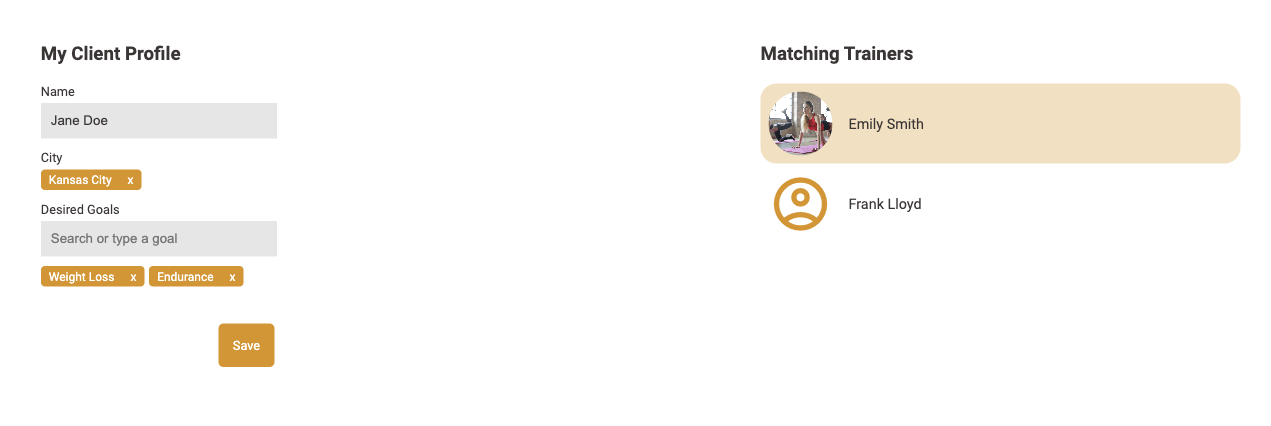 My Client Profile
Name
Jane Doe
City
Kansas City x
Desired Goals
Search or type a goal
Weight Loss x Endurance x
Save
Matching Trainers
Emily Smith
Frank Lloyd